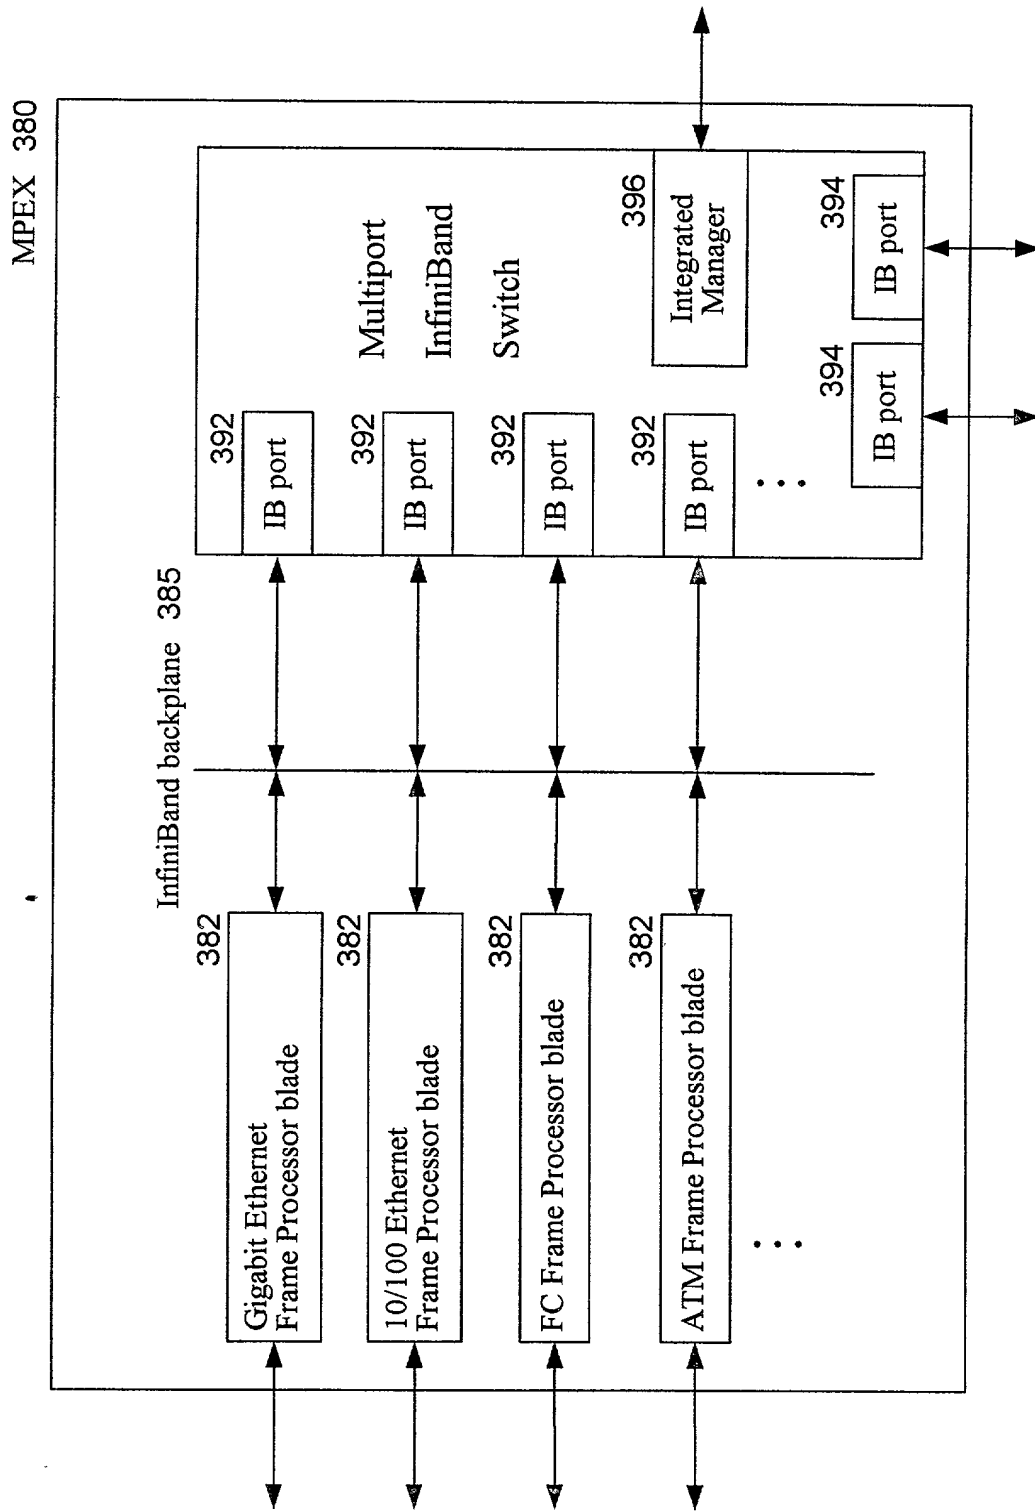 MPEX 380
InfiniBand backplane 385
382
Gigabit Ethernet
Frame Processor blade
382
10/100 Ethernet
Frame Processor blade
382
FC Frame Processor blade
382
ATM Frame Processor blade
...
392
IB port
392
IB port
392
IB port
392
IB port
...
Multiport
InfiniBand
Switch
396
Integrated
Manager
394
IB port
394
IB port